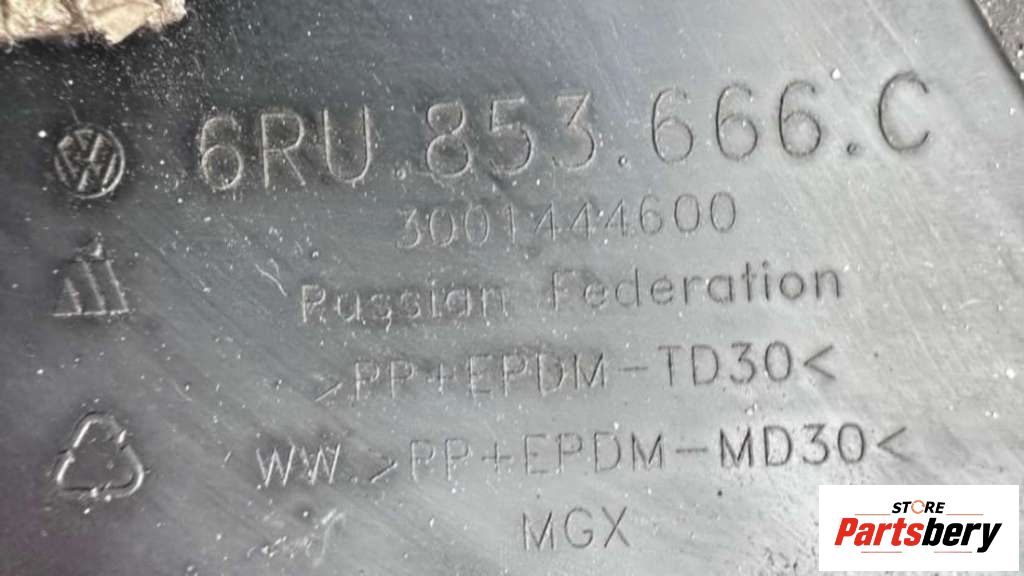 6RU.853.666.C
3001444600
Russian Federation
>PP+EPDM-TD30<
WW. >PP+EPDM-MD30<
MGX
STORE
Partsbery